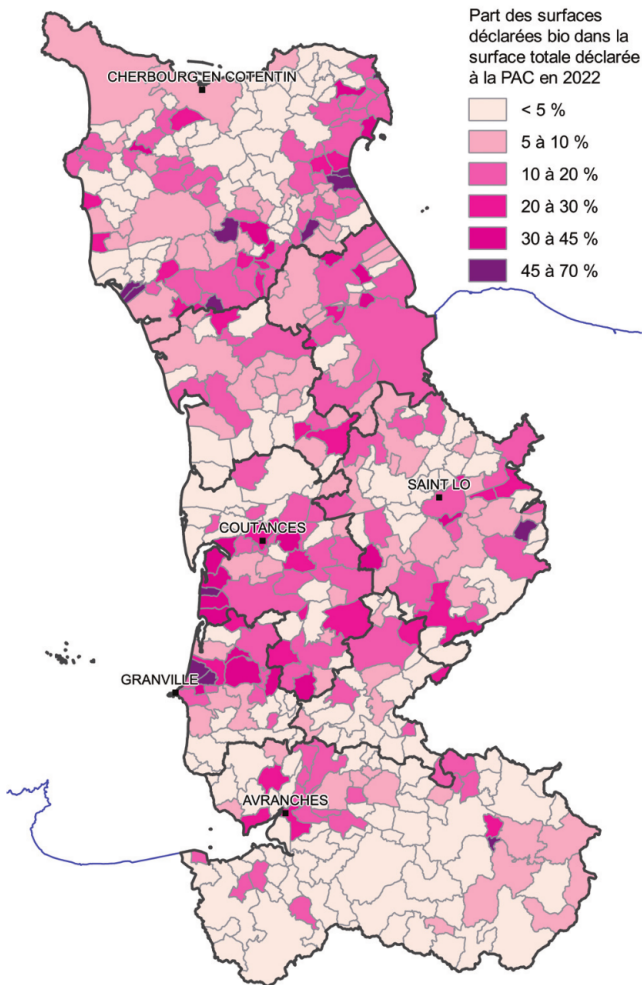 Part des surfaces
déclarées bio dans la
surface totale déclarée
à la PAC en 2022
< 5 %
5 à 10 %
10 à 20 %
20 à 30 %
30 à 45 %
45 à 70 %
CHERBOURG EN COTENTIN
SAINT LO
COUTANCES
GRANVILLE
AVRANCHES